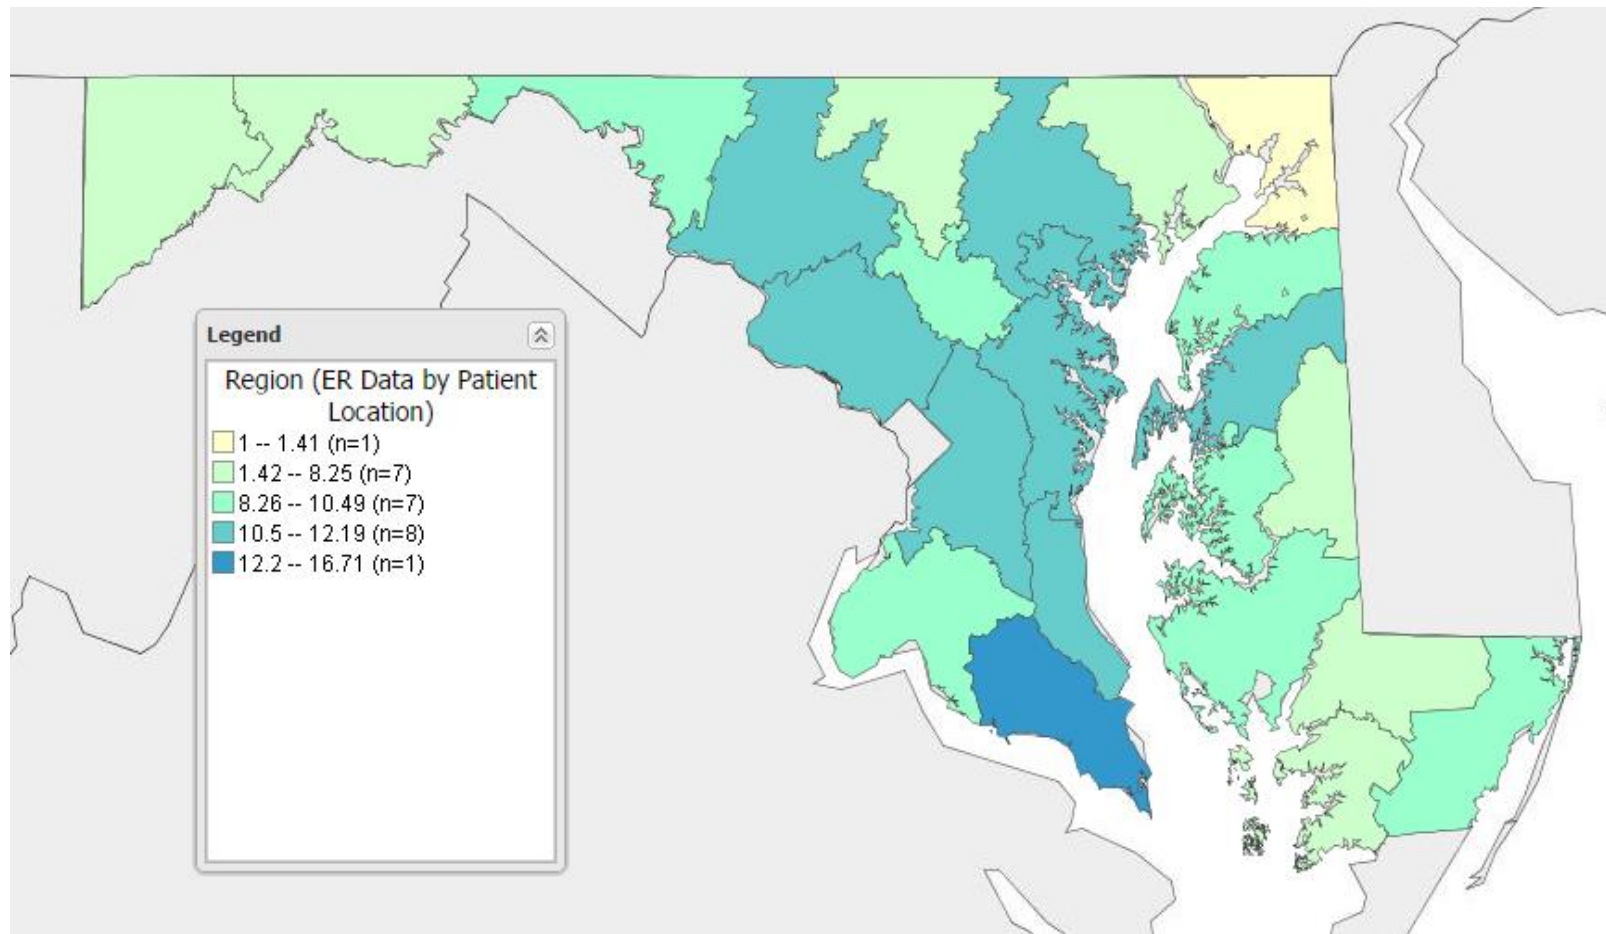 Legend
Region (ER Data by Patient
Location)
1 -- 1.41 (n=1)
1.42 -- 8.25 (n=7)
8.26 -- 10.49 (n=7)
10.5 -- 12.19 (n=8)
12.2 -- 16.71 (n=1)